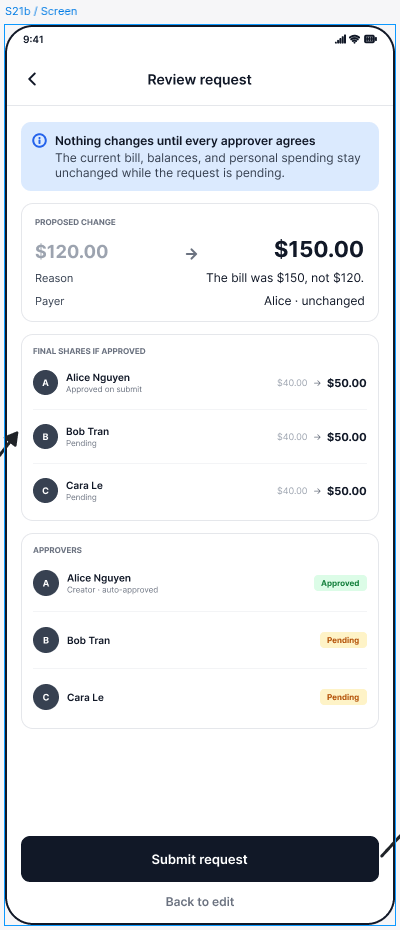 S21b / Screen
9:41
Review request
Nothing changes until every approver agrees
The current bill, balances, and personal spending stay
unchanged while the request is pending.
PROPOSED CHANGE
$120.00 → $150.00
Reason The bill was $150, not $120.
Payer Alice · unchanged
FINAL SHARES IF APPROVED
A Alice Nguyen $40.00 → $50.00
Approved on submit
B Bob Tran $40.00 → $50.00
Pending
C Cara Le $40.00 → $50.00
Pending
APPROVERS
A Alice Nguyen Approved
Creator · auto-approved
B Bob Tran Pending
C Cara Le Pending
Submit request
Back to edit